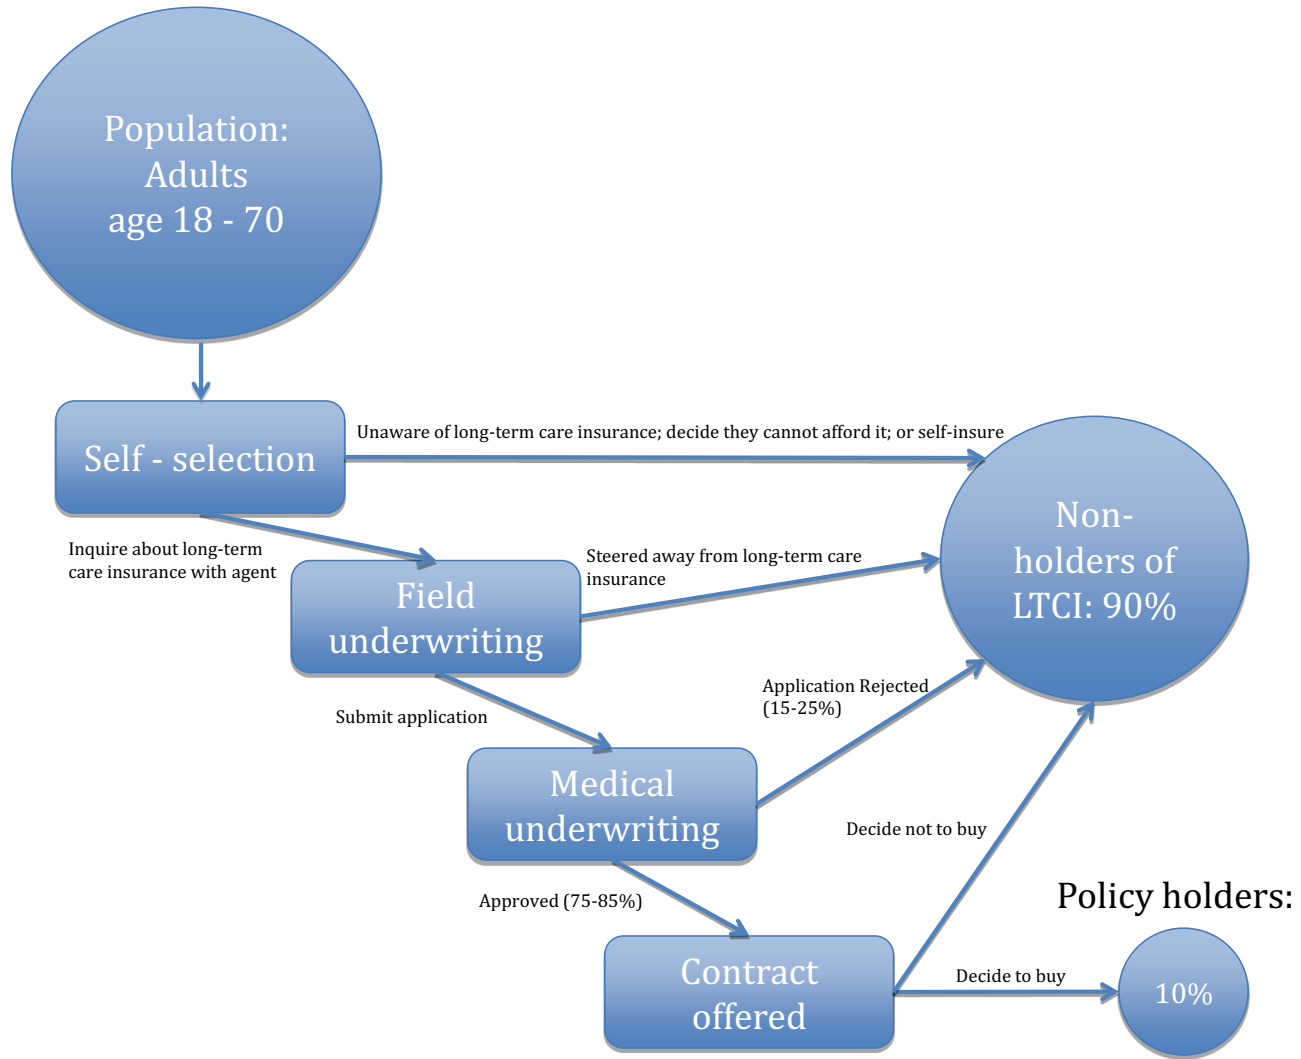 Population:
Adults
age 18 - 70
Self - selection
Unaware of long-term care insurance; decide they cannot afford it; or self-insure
Inquire about long-term
care insurance with agent
Field
underwriting
Steered away from long-term care
insurance
Non-
holders of
LTCI: 90%
Submit application
Medical
underwriting
Application Rejected
(15-25%)
Approved (75-85%)
Contract
offered
Decide not to buy
Decide to buy
Policy holders:
10%